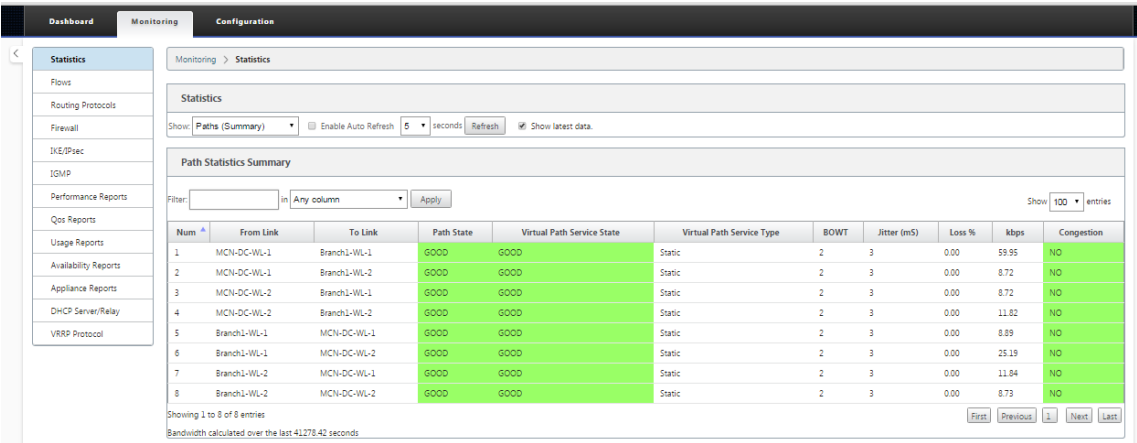 Dashboard Monitoring Configuration
Statistics
Flows
Routing Protocols
Firewall
IKE/IPsec
IGMP
Performance Reports
Qos Reports
Usage Reports
Availability Reports
Appliance Reports
DHCP Server/Relay
VRRP Protocol
Monitoring > Statistics
Statistics
Show: Paths (Summary) Enable Auto Refresh 5 seconds Refresh Show latest data.
Path Statistics Summary
Filter: in Any column Apply Show 100 entries
Num From Link To Link Path State Virtual Path Service State Virtual Path Service Type BOWT Jitter (mS) Loss % kbps Congestion
1 MCN-DC-WL-1 Branch1-WL-1 GOOD GOOD Static 2 3 0.00 59.95 NO
2 MCN-DC-WL-1 Branch1-WL-2 GOOD GOOD Static 2 3 0.00 8.72 NO
3 MCN-DC-WL-2 Branch1-WL-1 GOOD GOOD Static 2 3 0.00 8.72 NO
4 MCN-DC-WL-2 Branch1-WL-2 GOOD GOOD Static 2 3 0.00 11.82 NO
5 Branch1-WL-1 MCN-DC-WL-1 GOOD GOOD Static 2 3 0.00 8.89 NO
6 Branch1-WL-1 MCN-DC-WL-2 GOOD GOOD Static 2 3 0.00 25.19 NO
7 Branch1-WL-2 MCN-DC-WL-1 GOOD GOOD Static 2 3 0.00 11.84 NO
8 Branch1-WL-2 MCN-DC-WL-2 GOOD GOOD Static 2 3 0.00 8.73 NO
Showing 1 to 8 of 8 entries First Previous 1 Next Last
Bandwidth calculated over the last 41278.42 seconds